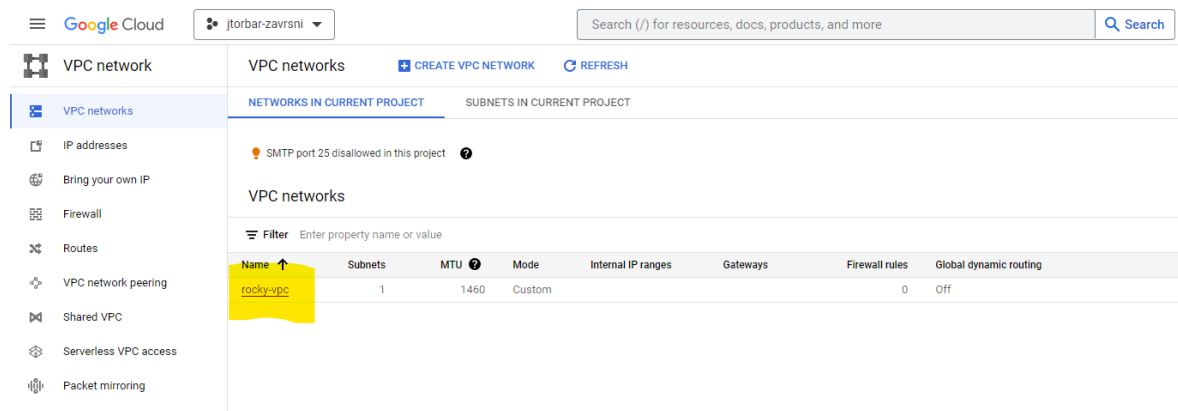 Google Cloud
jtorbar-zavrsni
Search (/) for resources, docs, products, and more
Search
VPC network
VPC networks
CREATE VPC NETWORK
REFRESH
VPC networks
IP addresses
Bring your own IP
Firewall
Routes
VPC network peering
Shared VPC
Serverless VPC access
Packet mirroring
NETWORKS IN CURRENT PROJECT
SUBNETS IN CURRENT PROJECT
SMTP port 25 disallowed in this project
VPC networks
Filter Enter property name or value
Name Subnets MTU Mode Internal IP ranges Gateways Firewall rules Global dynamic routing
rocky-vpc 1 1460 Custom 0 Off